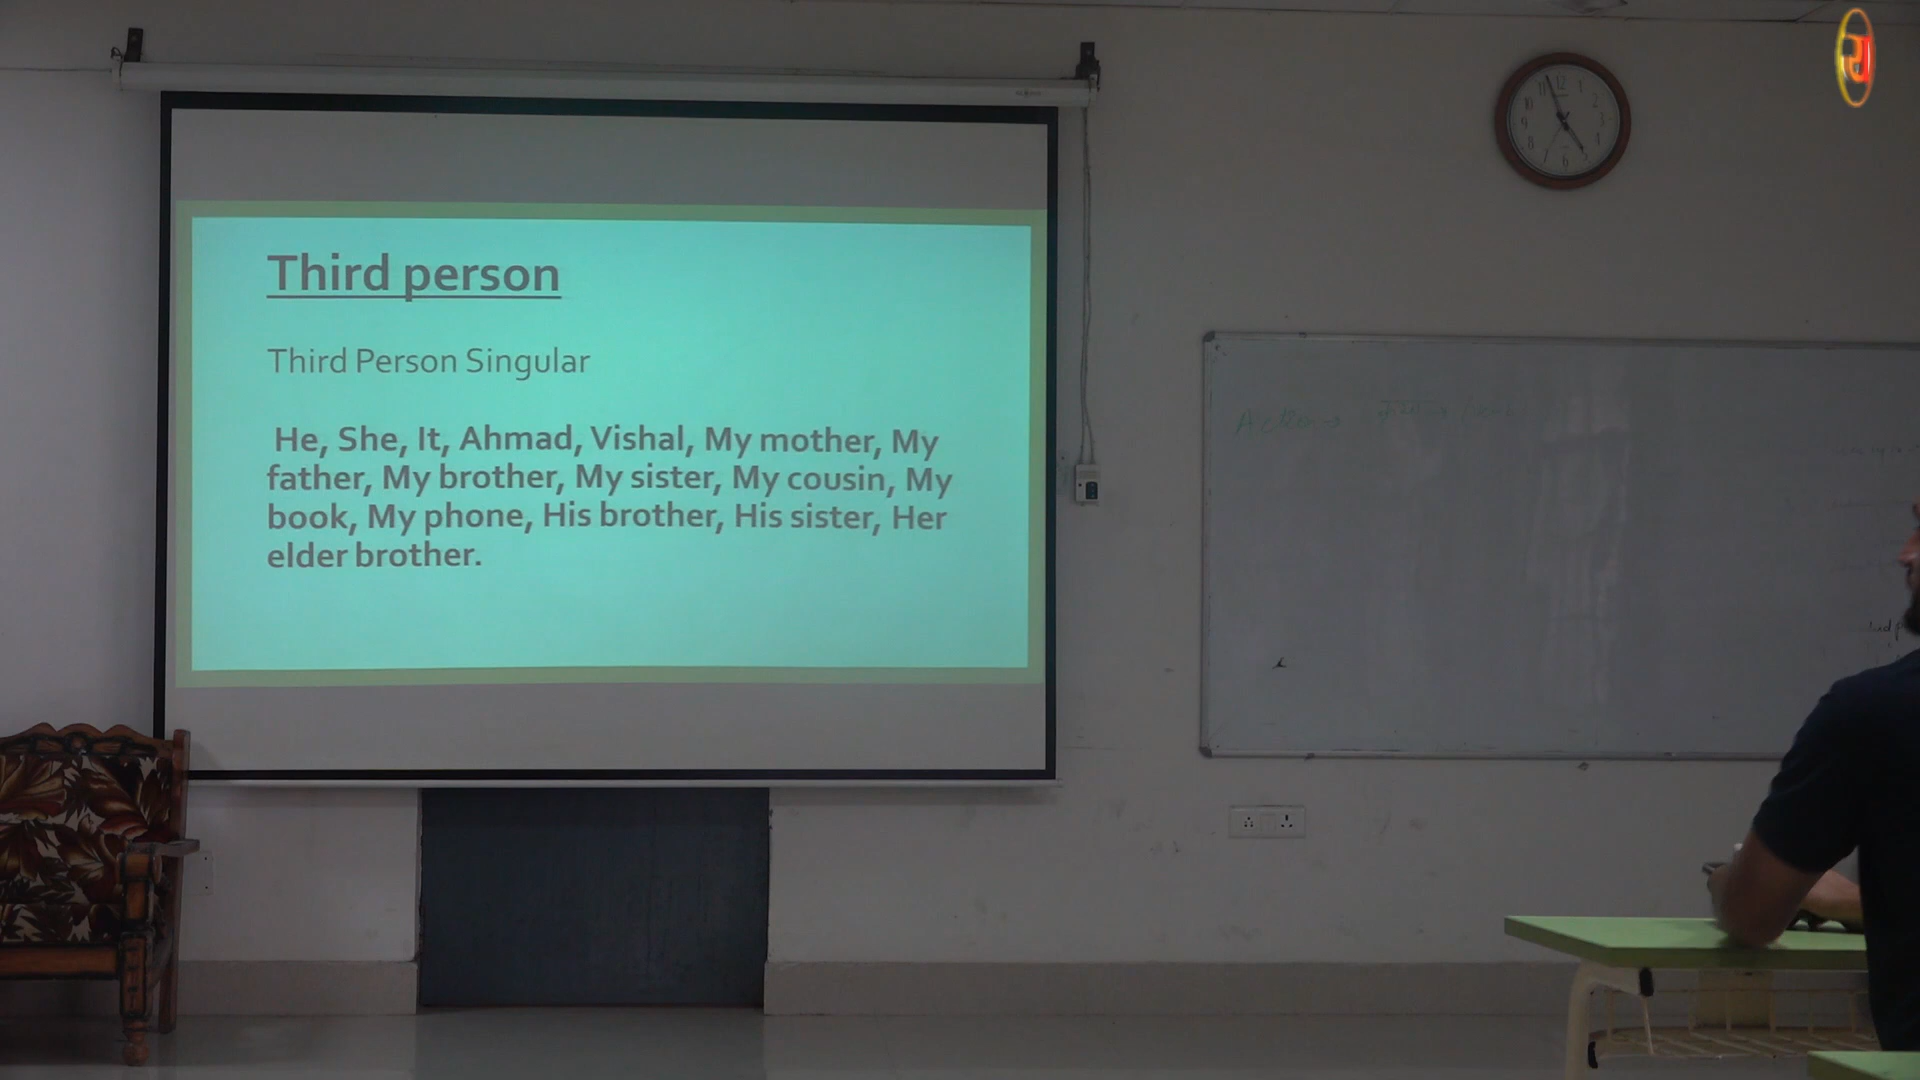 Third person
Third Person Singular
He, She, It, Ahmad, Vishal, My mother, My
father, My brother, My sister, My cousin, My
book, My phone, His brother, His sister, Her
elder brother.
Action →